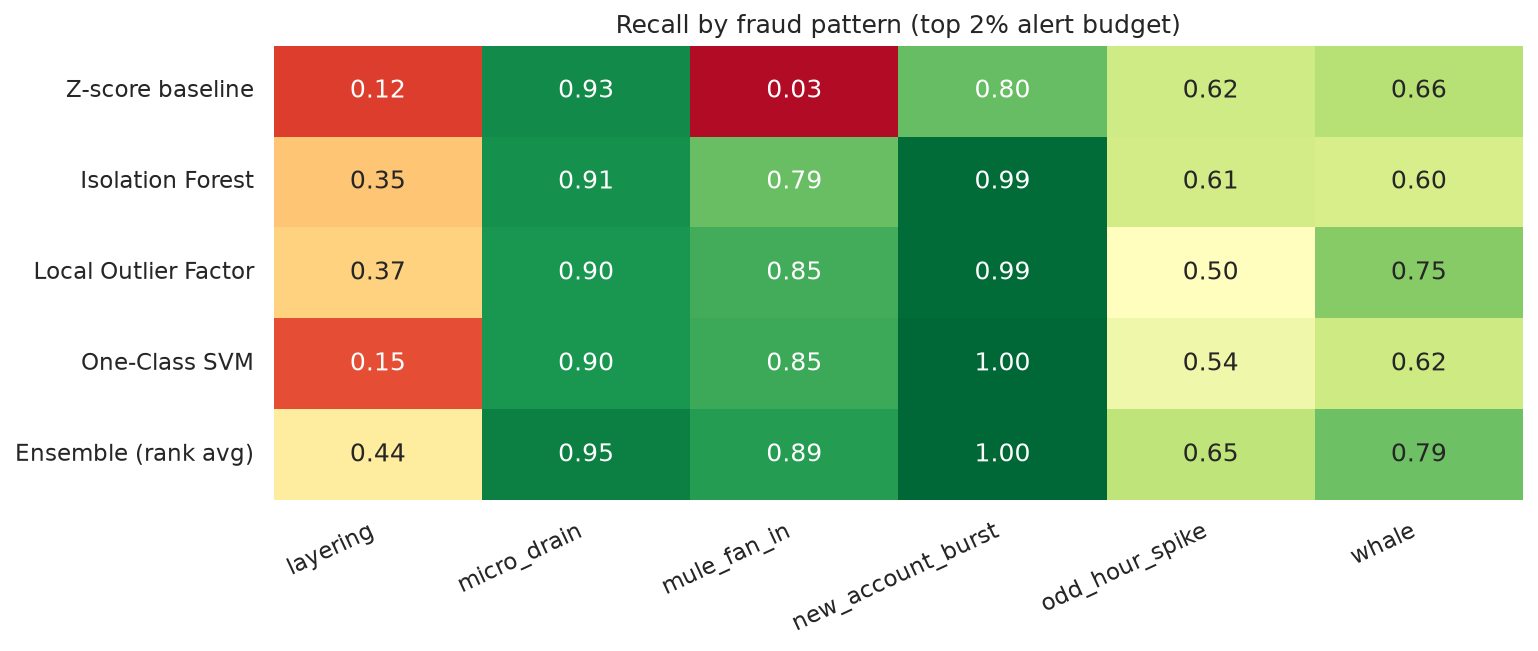 Recall by fraud pattern (top 2% alert budget)
Z-score baseline 0.12 0.93 0.03 0.80 0.62 0.66
Isolation Forest 0.35 0.91 0.79 0.99 0.61 0.60
Local Outlier Factor 0.37 0.90 0.85 0.99 0.50 0.75
One-Class SVM 0.15 0.90 0.85 1.00 0.54 0.62
Ensemble (rank avg) 0.44 0.95 0.89 1.00 0.65 0.79
layering micro_drain mule_fan_in new_account_burst odd_hour_spike whale